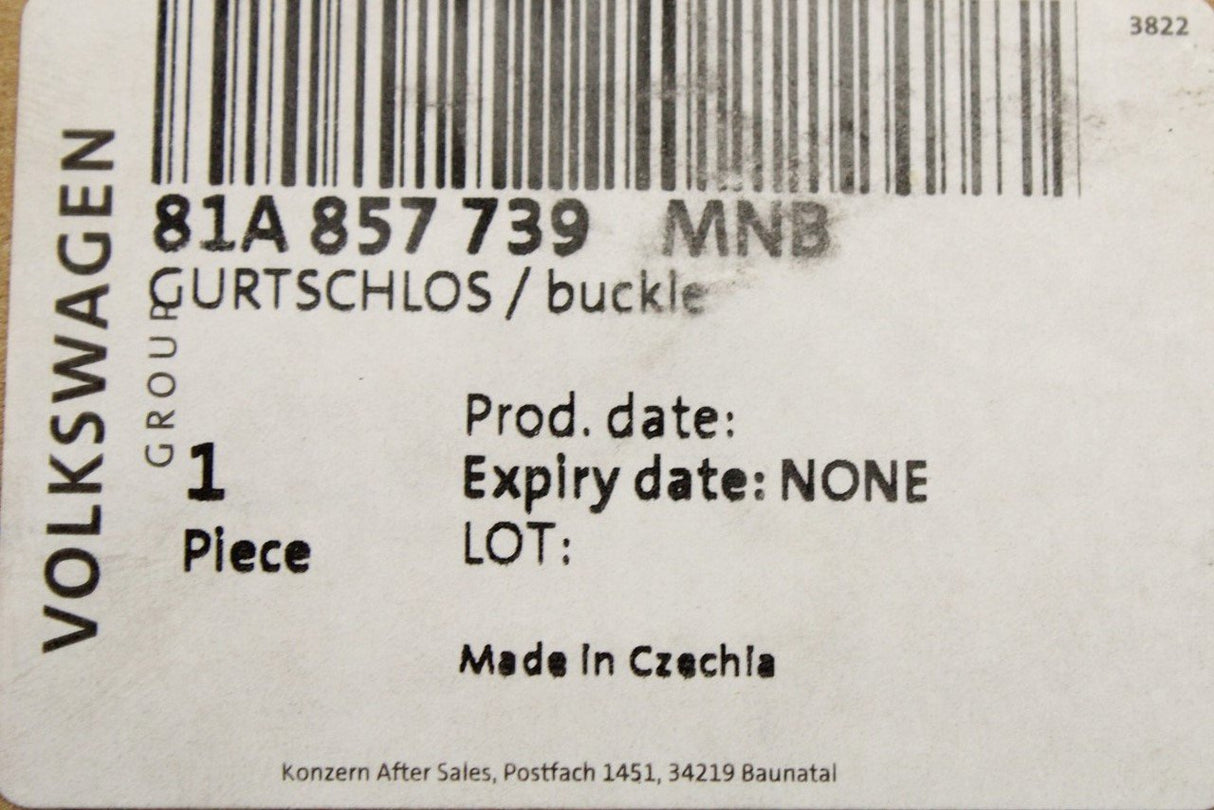 3822
81A 857 739 MNB
GURTSCHLOS / buckle
VOLKSWAGEN
GROUP
1
Piece
Prod. date:
Expiry date: NONE
LOT:
Made in Czechia
Konzern After Sales, Postfach 1451, 34219 Baunatal